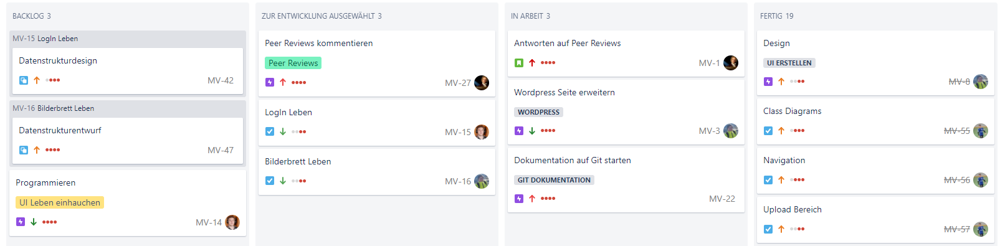 BACKLOG 3
MV-15 LogIn Leben
Datenstrukturdesign
MV-42
MV-16 Bilderbrett Leben
Datenstrukturentwurf
MV-47
Programmieren
UI Leben einhauchen
MV-14
ZUR ENTWICKLUNG AUSGEWÄHLT 3
Peer Reviews kommentieren
Peer Reviews
MV-27
LogIn Leben
MV-15
Bilderbrett Leben
MV-16
IN ARBEIT 3
Antworten auf Peer Reviews
MV-1
Wordpress Seite erweitern
WORDPRESS
MV-3
Dokumentation auf Git starten
GIT DOKUMENTATION
MV-22
FERTIG 19
Design
UI ERSTELLEN
MV-8
Class Diagrams
MV-55
Navigation
MV-56
Upload Bereich
MV-57